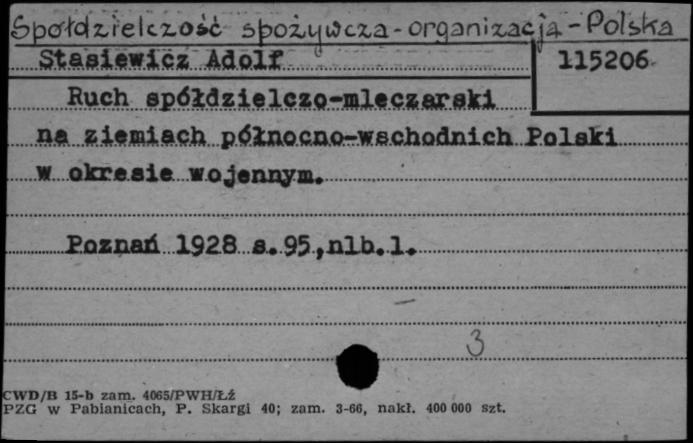 Spółdzielczość spożywcza - organizacja - Polska
Stasiewicz Adolf
115206
Ruch spółdzielczo-mleczarski
na ziemiach północno-wschodnich Polski
w okresie wojennym.
Poznań 1928 s.95,nlb.1.
3
CWD/B 15-b zam. 4065/PWH/Łź
PZG w Pabianicach, P. Skargi 40; zam. 3-66, nakł. 400 000 szt.